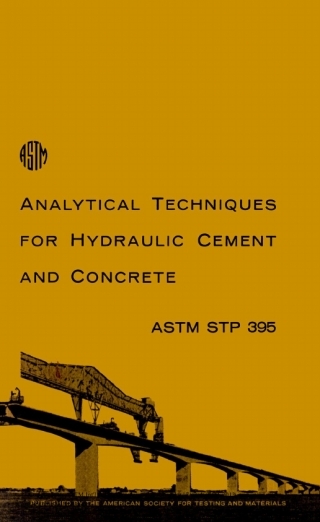 ASTM
ANALYTICAL TECHNIQUES
FOR HYDRAULIC CEMENT
AND CONCRETE
ASTM STP 395
PUBLISHED BY THE AMERICAN SOCIETY FOR TESTING AND MATERIALS